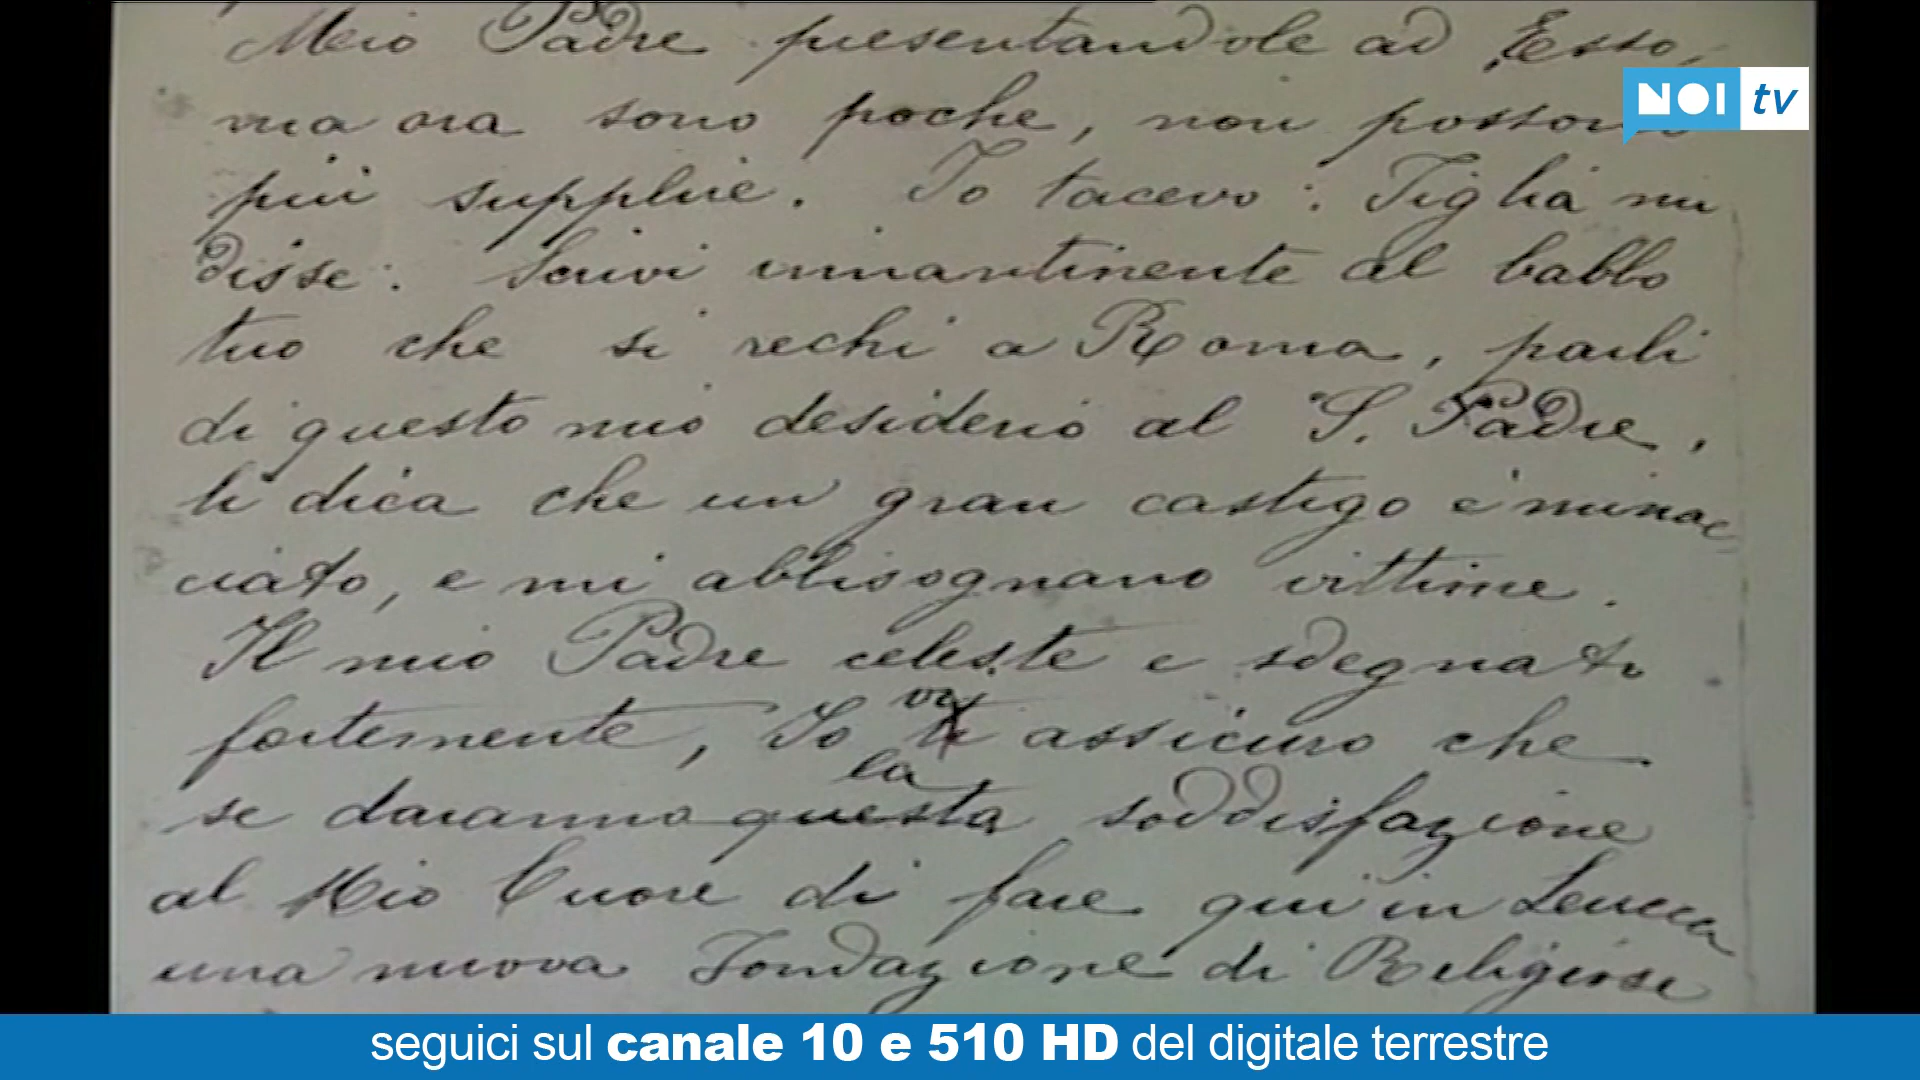 Mio Padre presentandole ad Esso,
ma ora sono poche, non possono
più supplire. Io tacevo: Figlia mi
disse: Scrivi immantinente al babbo
tuo che si rechi a Roma, parli
di questo mio desiderio al S. Padre,
li dica che un gran castigo è minac
ciato, e mi abbisognano vittime.
Il mio Padre celeste e sdegnato
fortemente, Io vi ti assicuro che
se daranno la questa soddisfazione
al Mio Cuore di fare qui in Lucca
una nuova Fondazione di Religiose
NOI tv
seguici sul canale 10 e 510 HD del digitale terrestre